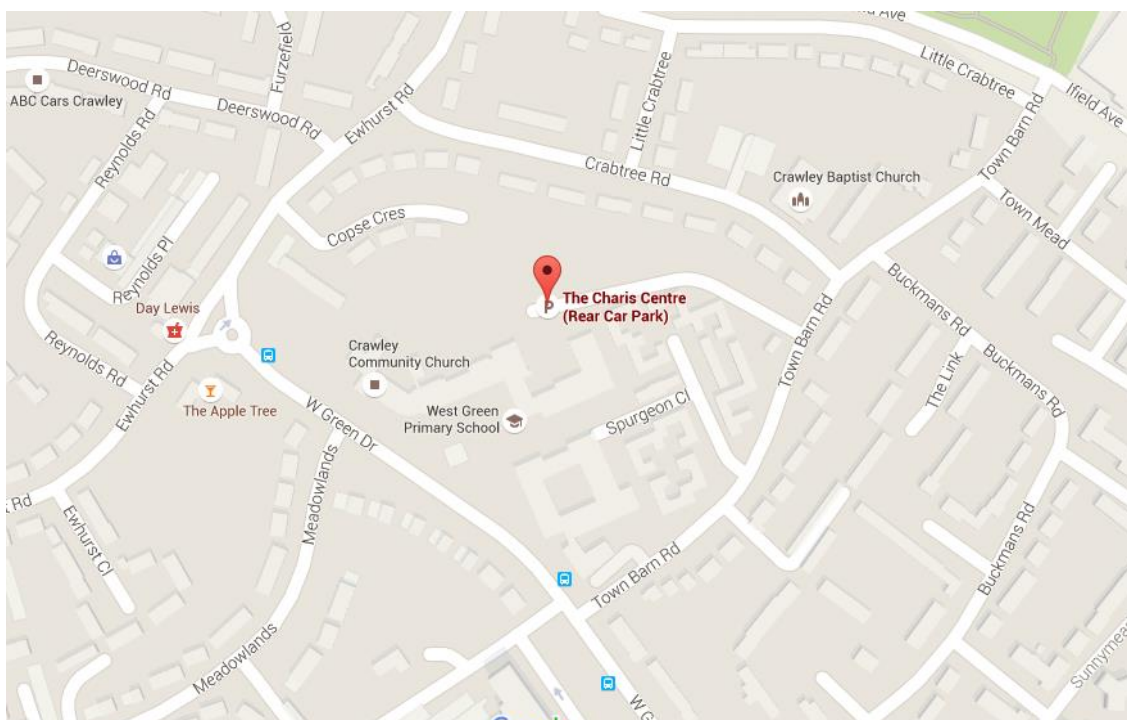 ld Ave
Furzefield
Deerswood Rd
ABC Cars Crawley
Deerswood Rd
Ewhurst Rd
Little Crabtree
Little Crabtree
Ifield Ave
Town Barn Rd
Reynolds Rd
Crabtree Rd
Crawley Baptist Church
Town Mead
Copse Cres
Reynolds Pl
Buckmans Rd
The Charis Centre
(Rear Car Park)
P
Day Lewis
Town Barn Rd
Reynolds Rd
Crawley
Community Church
The Link
Buckmans Rd
The Apple Tree
Ewhurst Rd
W Green Dr
West Green
Primary School
Spurgeon Cl
Meadowlands
t Rd
Ewhurst Cl
Buckmans Rd
Town Barn Rd
Meadowlands
Sunnymea
W G